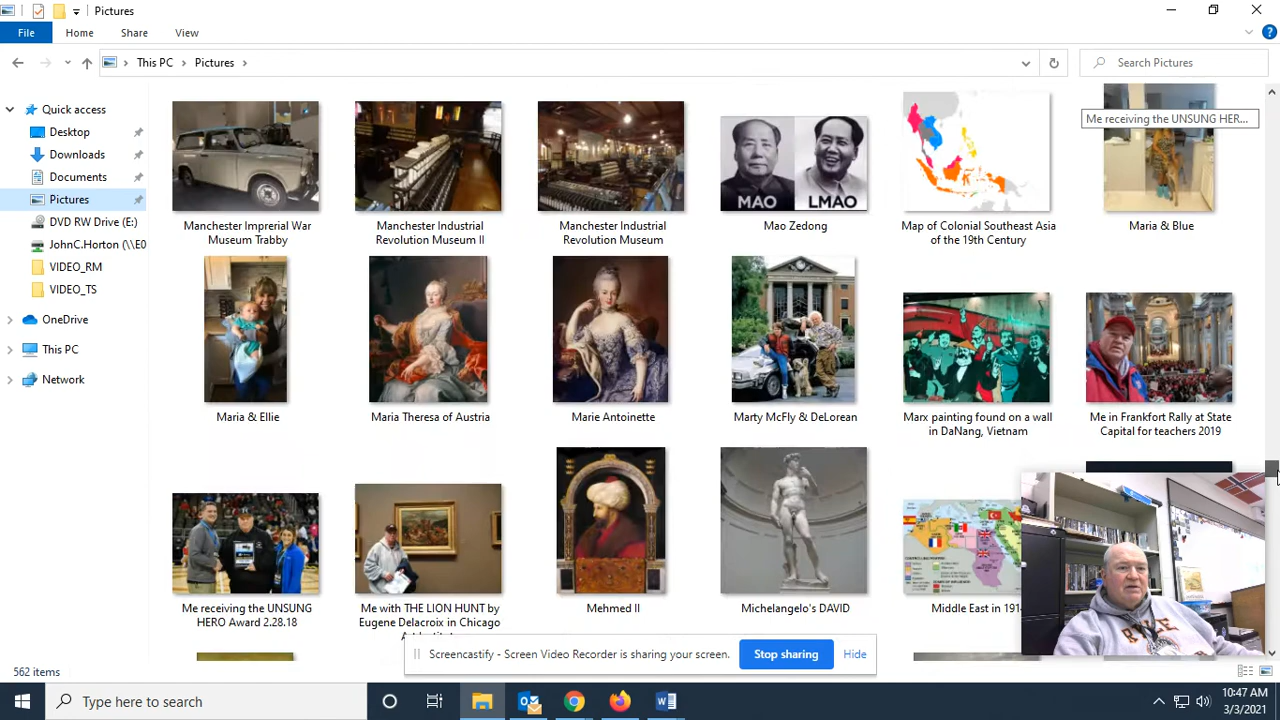 Pictures
File
Home
Share
View
This PC
Pictures
Search Pictures
Quick access
Desktop
Downloads
Documents
Pictures
DVD RW Drive (E:)
JohnC.Horton (\\E0
VIDEO_RM
VIDEO_TS
OneDrive
This PC
Network
MAO
LMAO
Me receiving the UNSUNG HER...
Manchester Imprerial War
Museum Trabby
Manchester Industrial
Revolution Museum II
Manchester Industrial
Revolution Museum
Mao Zedong
Map of Colonial Southeast Asia
of the 19th Century
Maria & Blue
Maria & Ellie
Maria Theresa of Austria
Marie Antoinette
Marty McFly & DeLorean
Marx painting found on a wall
in DaNang, Vietnam
Me in Frankfort Rally at State
Capital for teachers 2019
Me receiving the UNSUNG
HERO Award 2.28.18
Me with THE LION HUNT by
Eugene Delacroix in Chicago
Mehmed II
Michelangelo's DAVID
Middle East in 191
Screencastify - Screen Video Recorder is sharing your screen.
Stop sharing
Hide
562 items
Type here to search
10:47 AM
3/3/2021